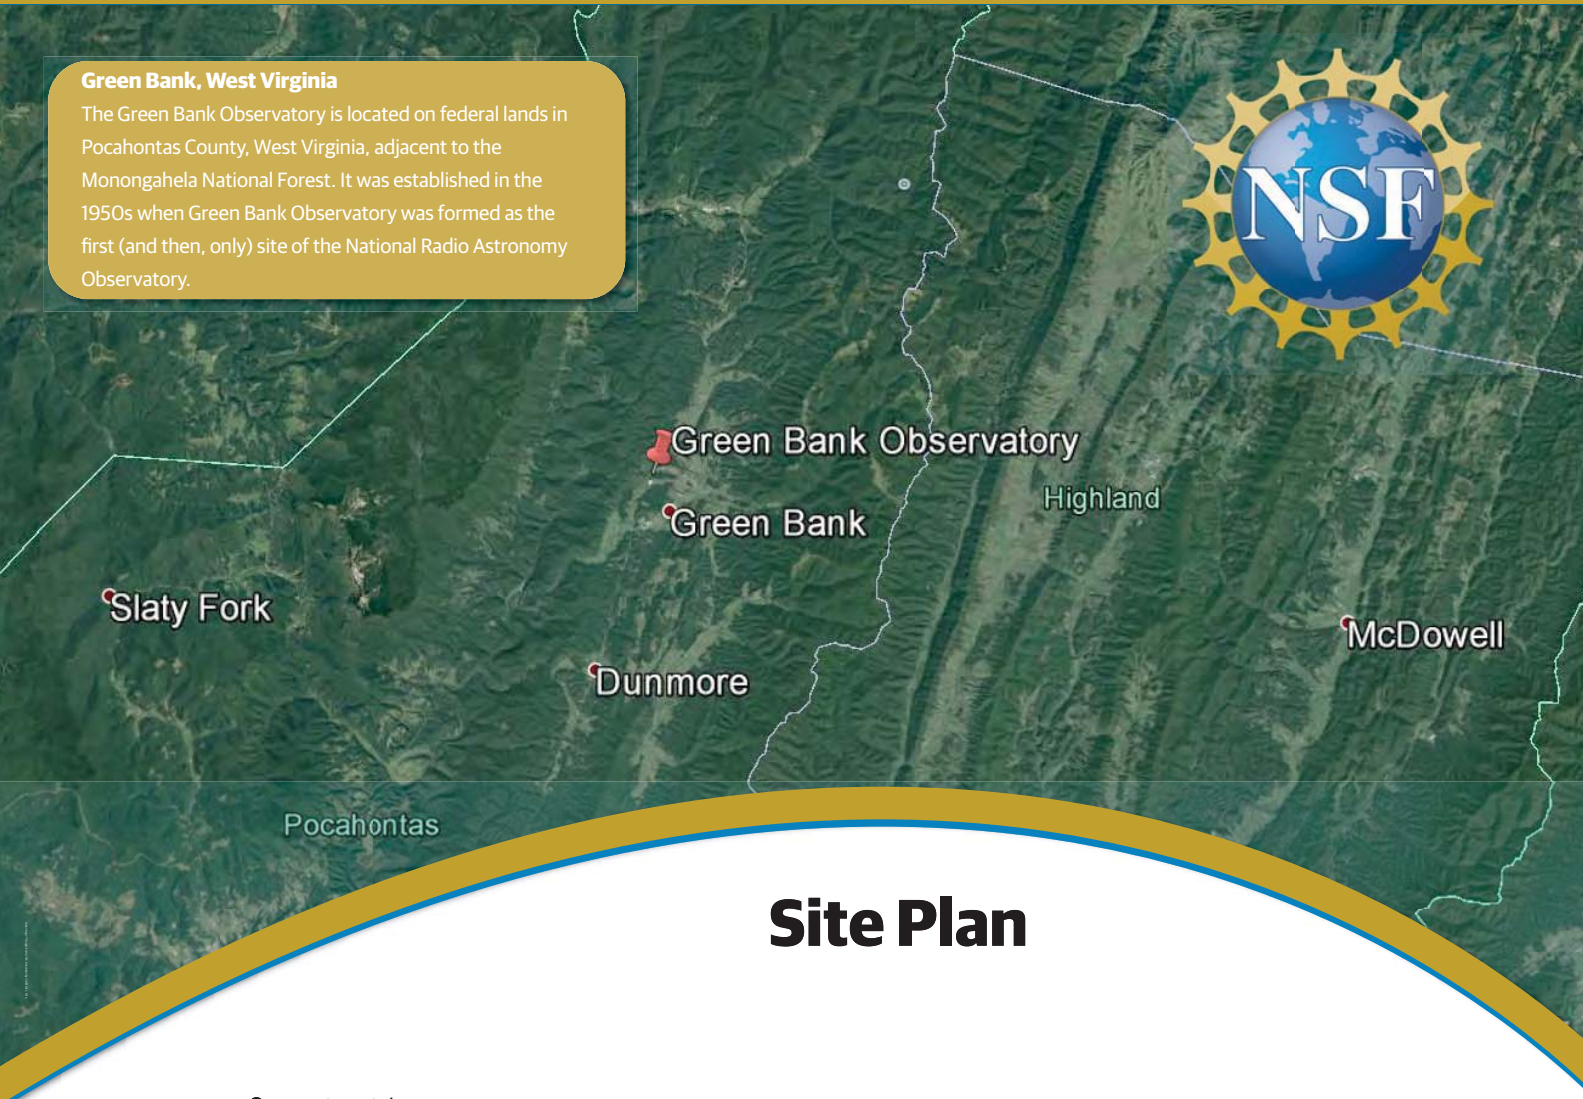 Green Bank, West Virginia
The Green Bank Observatory is located on federal lands in
Pocahontas County, West Virginia, adjacent to the
Monongahela National Forest. It was established in the
1950s when Green Bank Observatory was formed as the
first (and then, only) site of the National Radio Astronomy
Observatory.
NSF
Green Bank Observatory
Highland
Green Bank
Slaty Fork
McDowell
Dunmore
Pocahontas
Site Plan